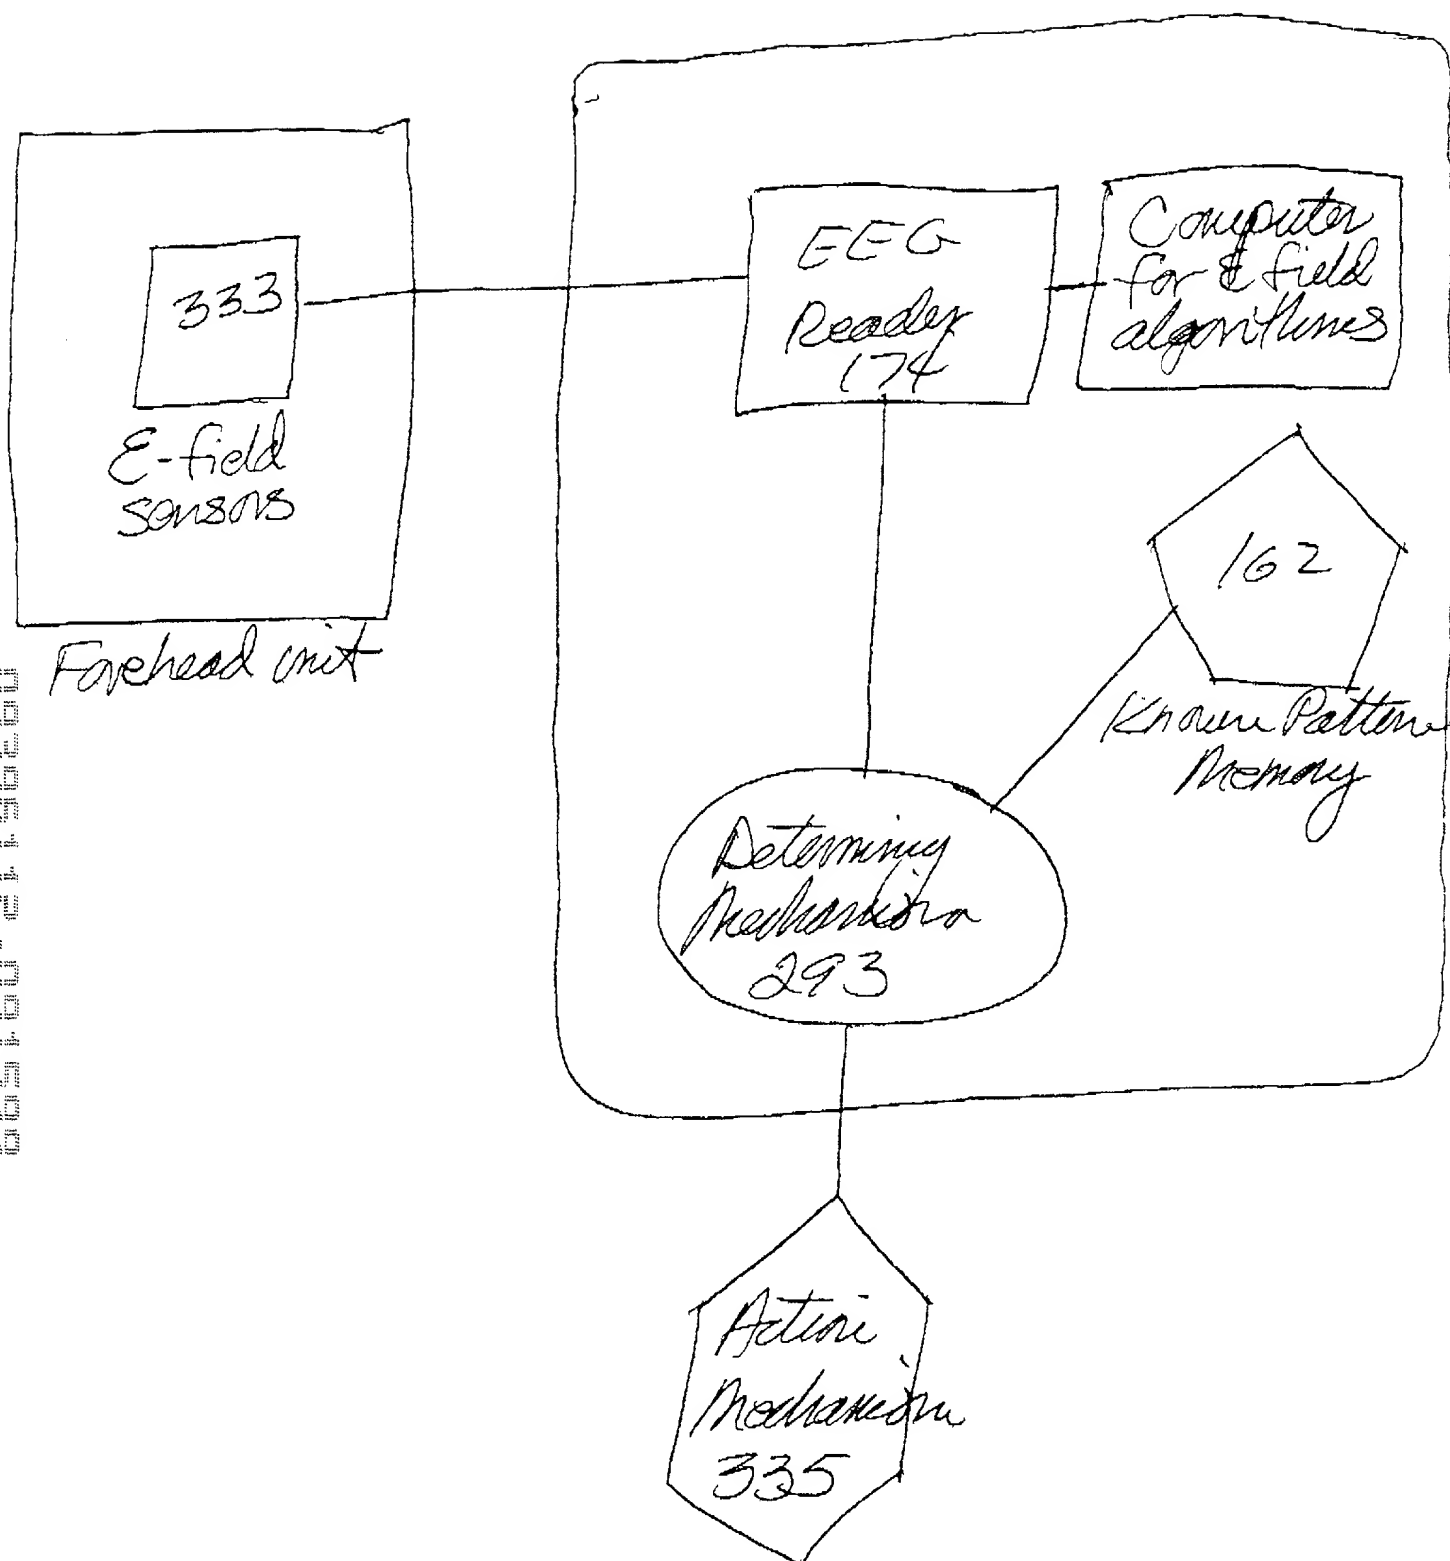 333
E-field
sensors
Forehead unit
EEG
Reader
174
Computer
for E field
algorithms
162
Known Pattern
Memory
Determining
Mechanism
293
Action
Mechanism
335